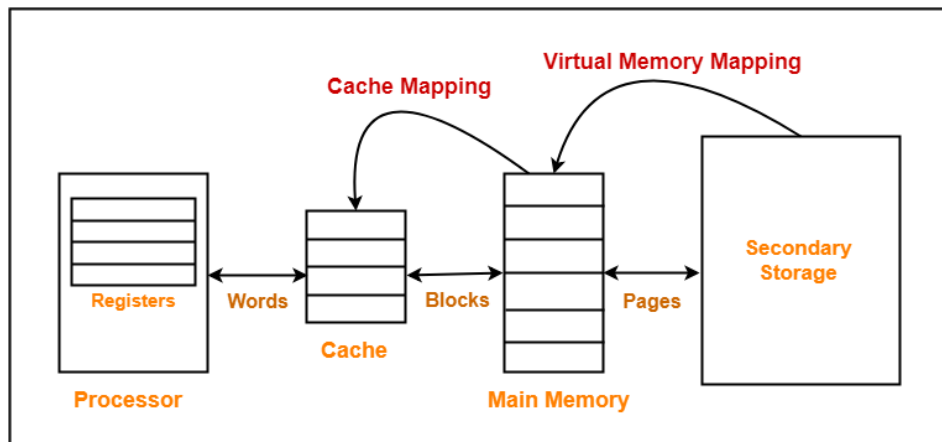 Virtual Memory Mapping
Cache Mapping
Secondary
Storage
Registers
Words
Blocks
Pages
Cache
Processor
Main Memory